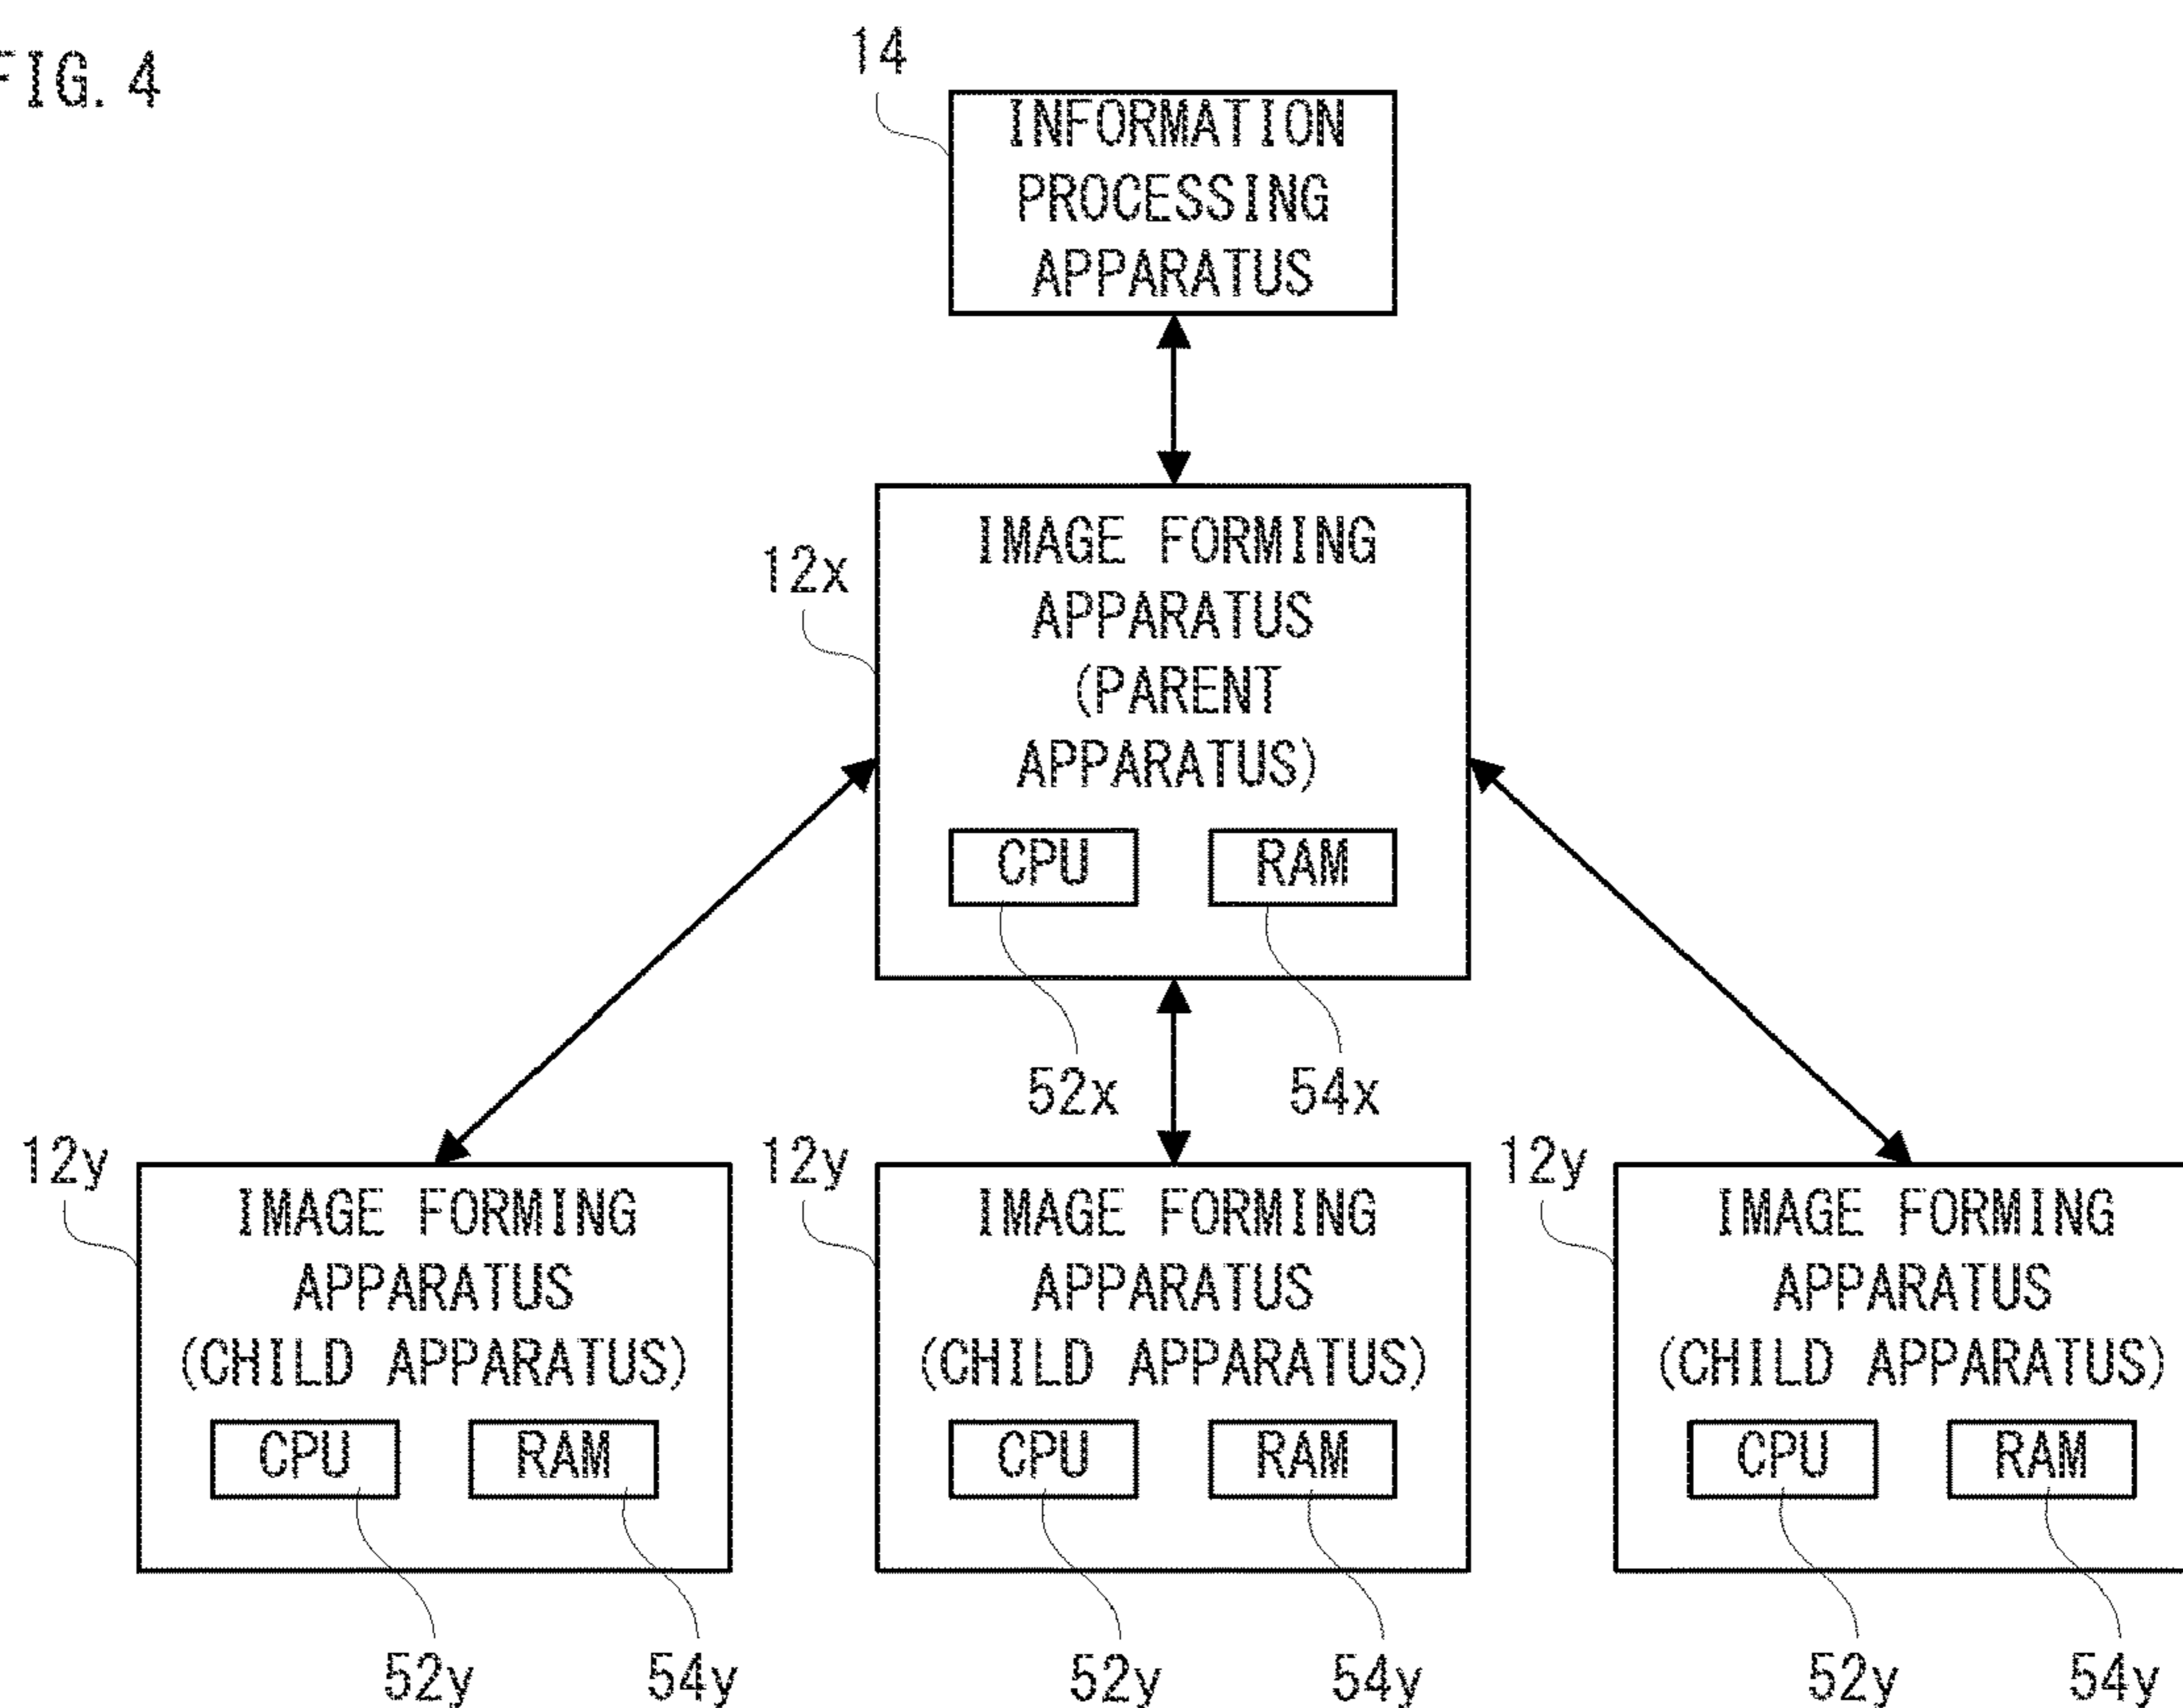 FIG. 4
14
INFORMATION
PROCESSING
APPARATUS
12x
IMAGE FORMING
APPARATUS
(PARENT
APPARATUS)
CPU
RAM
52x
54x
12y
IMAGE FORMING
APPARATUS
(CHILD APPARATUS)
CPU
RAM
52y
54y
12y
IMAGE FORMING
APPARATUS
(CHILD APPARATUS)
CPU
RAM
52y
54y
12y
IMAGE FORMING
APPARATUS
(CHILD APPARATUS)
CPU
RAM
52y
54y